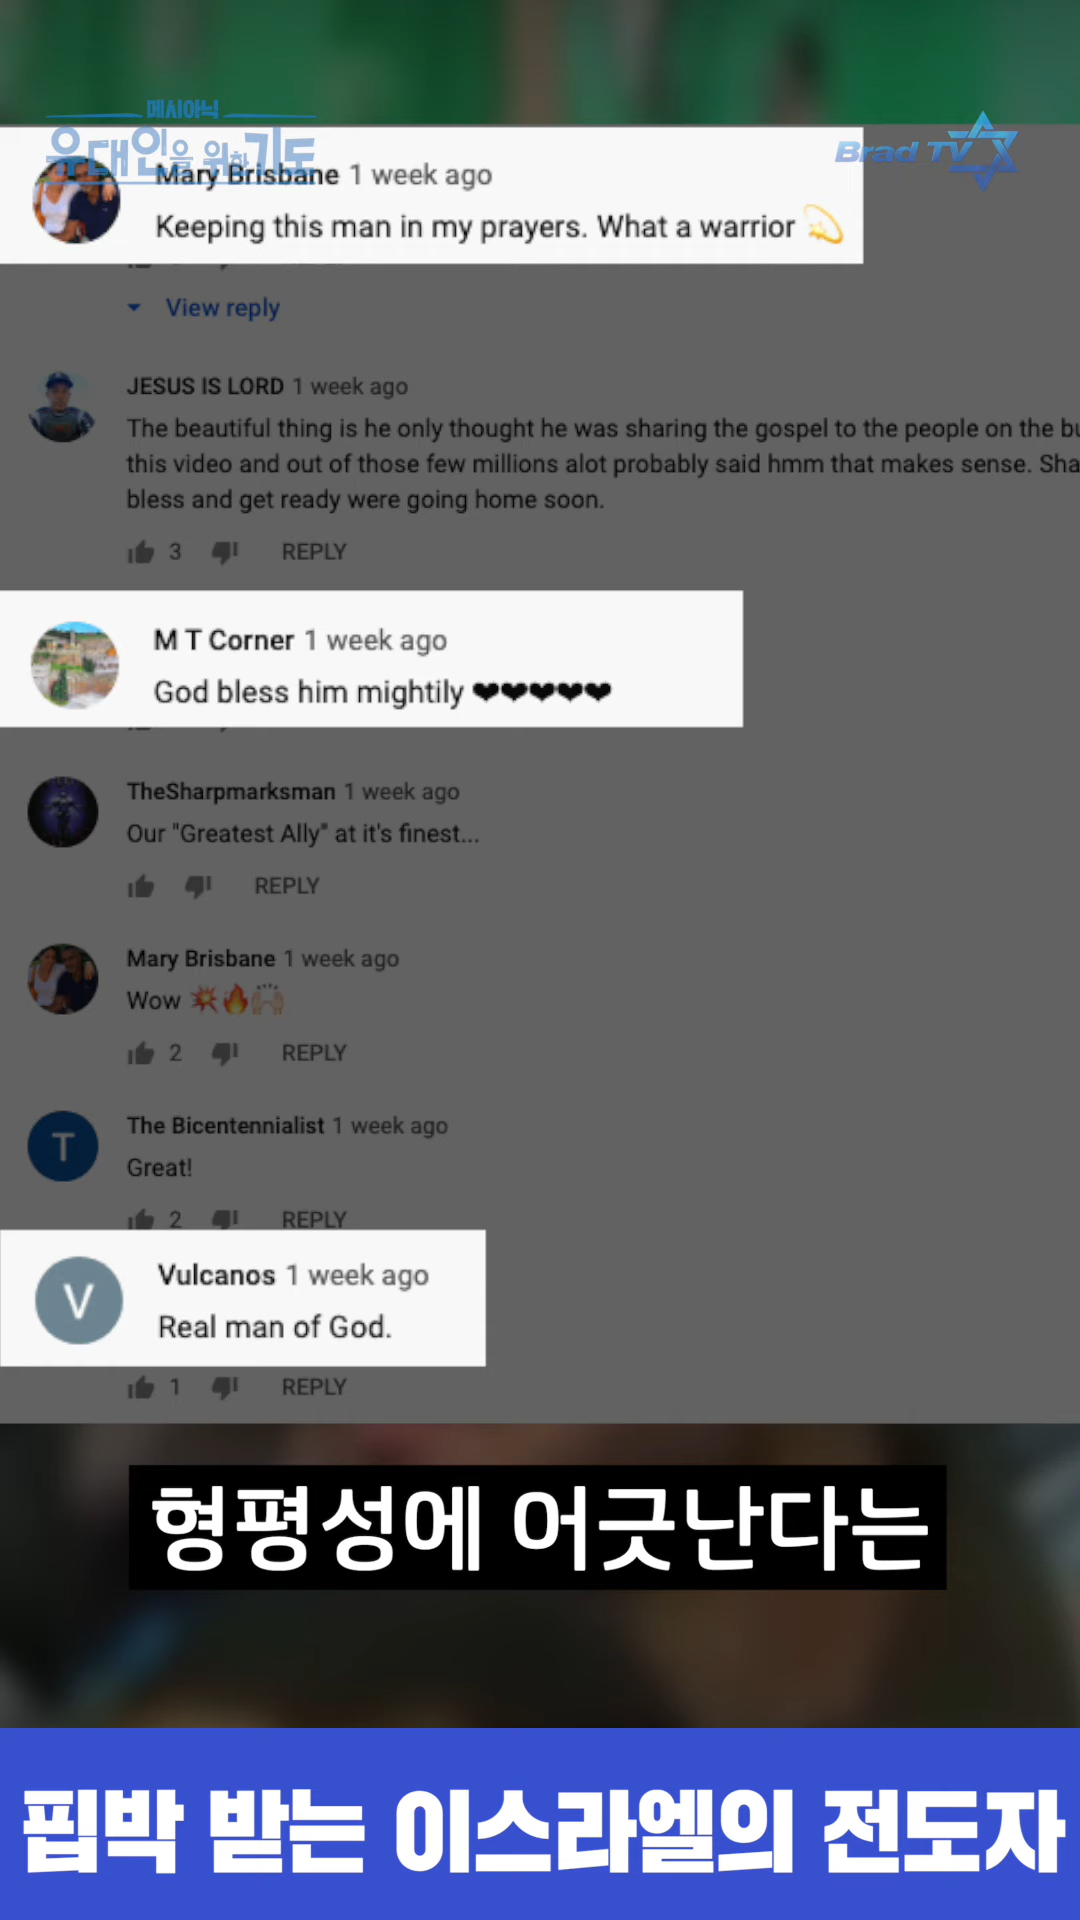 메시아닉
유대인을 위한 기도
Brad TV
Mary Brisbane 1 week ago
Keeping this man in my prayers. What a warrior 💫
View reply
JESUS IS LORD 1 week ago
The beautiful thing is he only thought he was sharing the gospel to the people on the bu
this video and out of those few millions alot probably said hmm that makes sense. Sha
bless and get ready were going home soon.
3 REPLY
M T Corner 1 week ago
God bless him mightily ❤❤❤❤❤
TheSharpmarksman 1 week ago
Our "Greatest Ally" at it's finest...
REPLY
Mary Brisbane 1 week ago
Wow 💥🔥🙌🏻
2 REPLY
T
The Bicentennialist 1 week ago
Great!
2 REPLY
V
Vulcanos 1 week ago
Real man of God.
1 REPLY
형평성에 어긋난다는
핍박 받는 이스라엘의 전도자